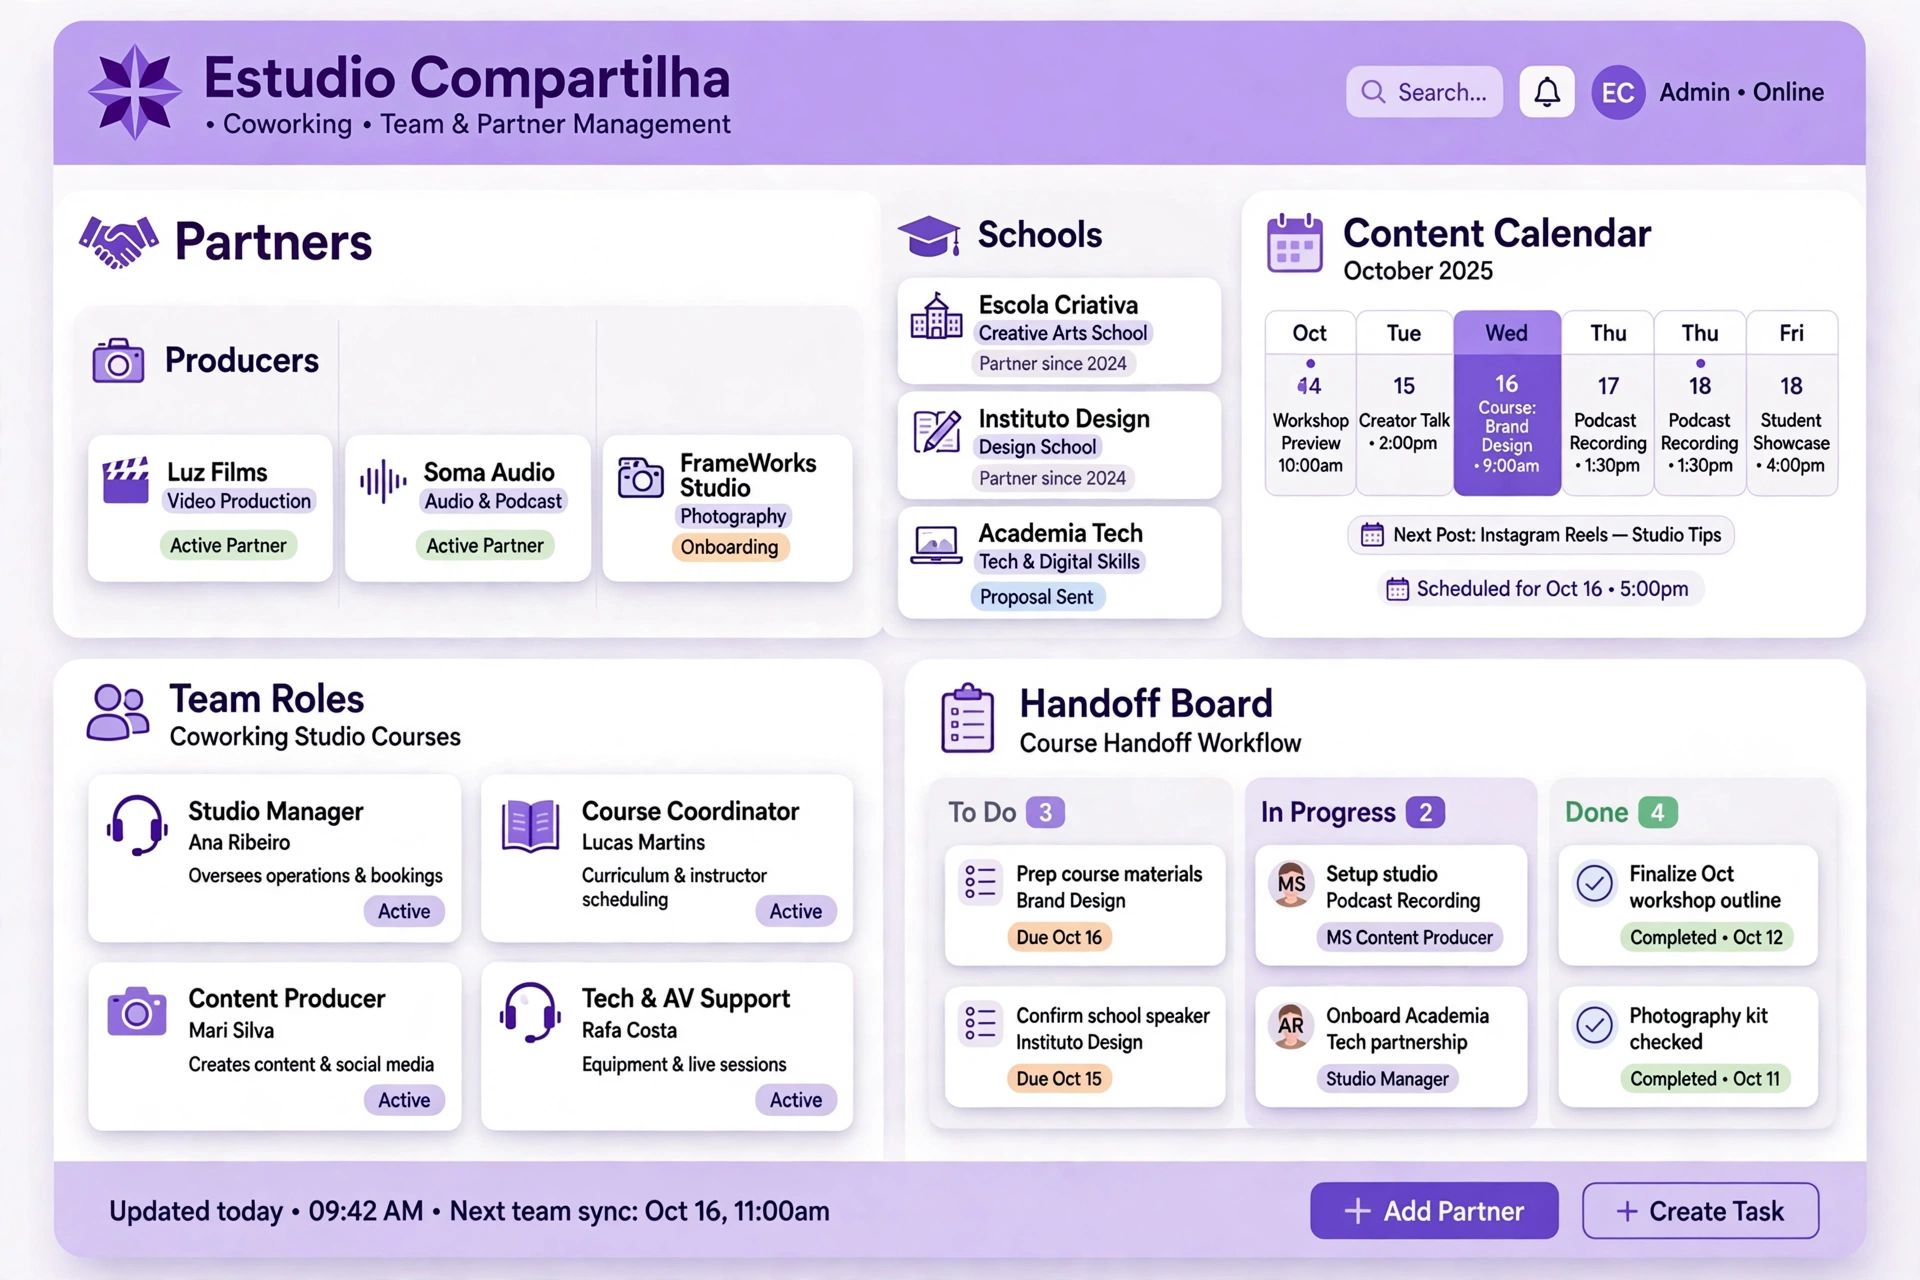 Estudio Compartilha
• Coworking • Team & Partner Management
Search...
EC
Admin • Online
Partners
Producers
Luz Films
Video Production
Active Partner
Soma Audio
Audio & Podcast
Active Partner
FrameWorks
Studio
Photography
Onboarding
Schools
Escola Criativa
Creative Arts School
Partner since 2024
Instituto Design
Design School
Partner since 2024
Academia Tech
Tech & Digital Skills
Proposal Sent
Content Calendar
October 2025
Oct
14
Workshop
Preview
10:00am
Tue
15
Creator Talk
• 2:00pm
Wed
16
Course:
Brand
Design
• 9:00am
Thu
17
Podcast
Recording
• 1:30pm
Thu
18
Podcast
Recording
• 1:30pm
Fri
18
Student
Showcase
• 4:00pm
Next Post: Instagram Reels — Studio Tips
Scheduled for Oct 16 • 5:00pm
Team Roles
Coworking Studio Courses
Studio Manager
Ana Ribeiro
Oversees operations & bookings
Active
Course Coordinator
Lucas Martins
Curriculum & instructor
scheduling
Active
Content Producer
Mari Silva
Creates content & social media
Active
Tech & AV Support
Rafa Costa
Equipment & live sessions
Active
Handoff Board
Course Handoff Workflow
To Do 3
Prep course materials
Brand Design
Due Oct 16
Confirm school speaker
Instituto Design
Due Oct 15
In Progress 2
MS
Setup studio
Podcast Recording
MS Content Producer
AR
Onboard Academia
Tech partnership
Studio Manager
Done 4
Finalize Oct
workshop outline
Completed • Oct 12
Photography kit
checked
Completed • Oct 11
Updated today • 09:42 AM • Next team sync: Oct 16, 11:00am
+ Add Partner
+ Create Task